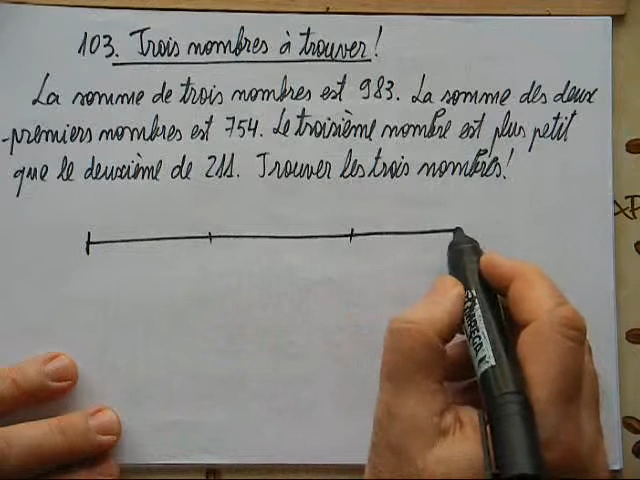 103. Trois nombres à trouver!
La somme de trois nombres est 983. La somme des deux
premiers nombres est 754. Le troisième nombre est plus petit
que le deuxième de 211. Trouver les trois nombres!